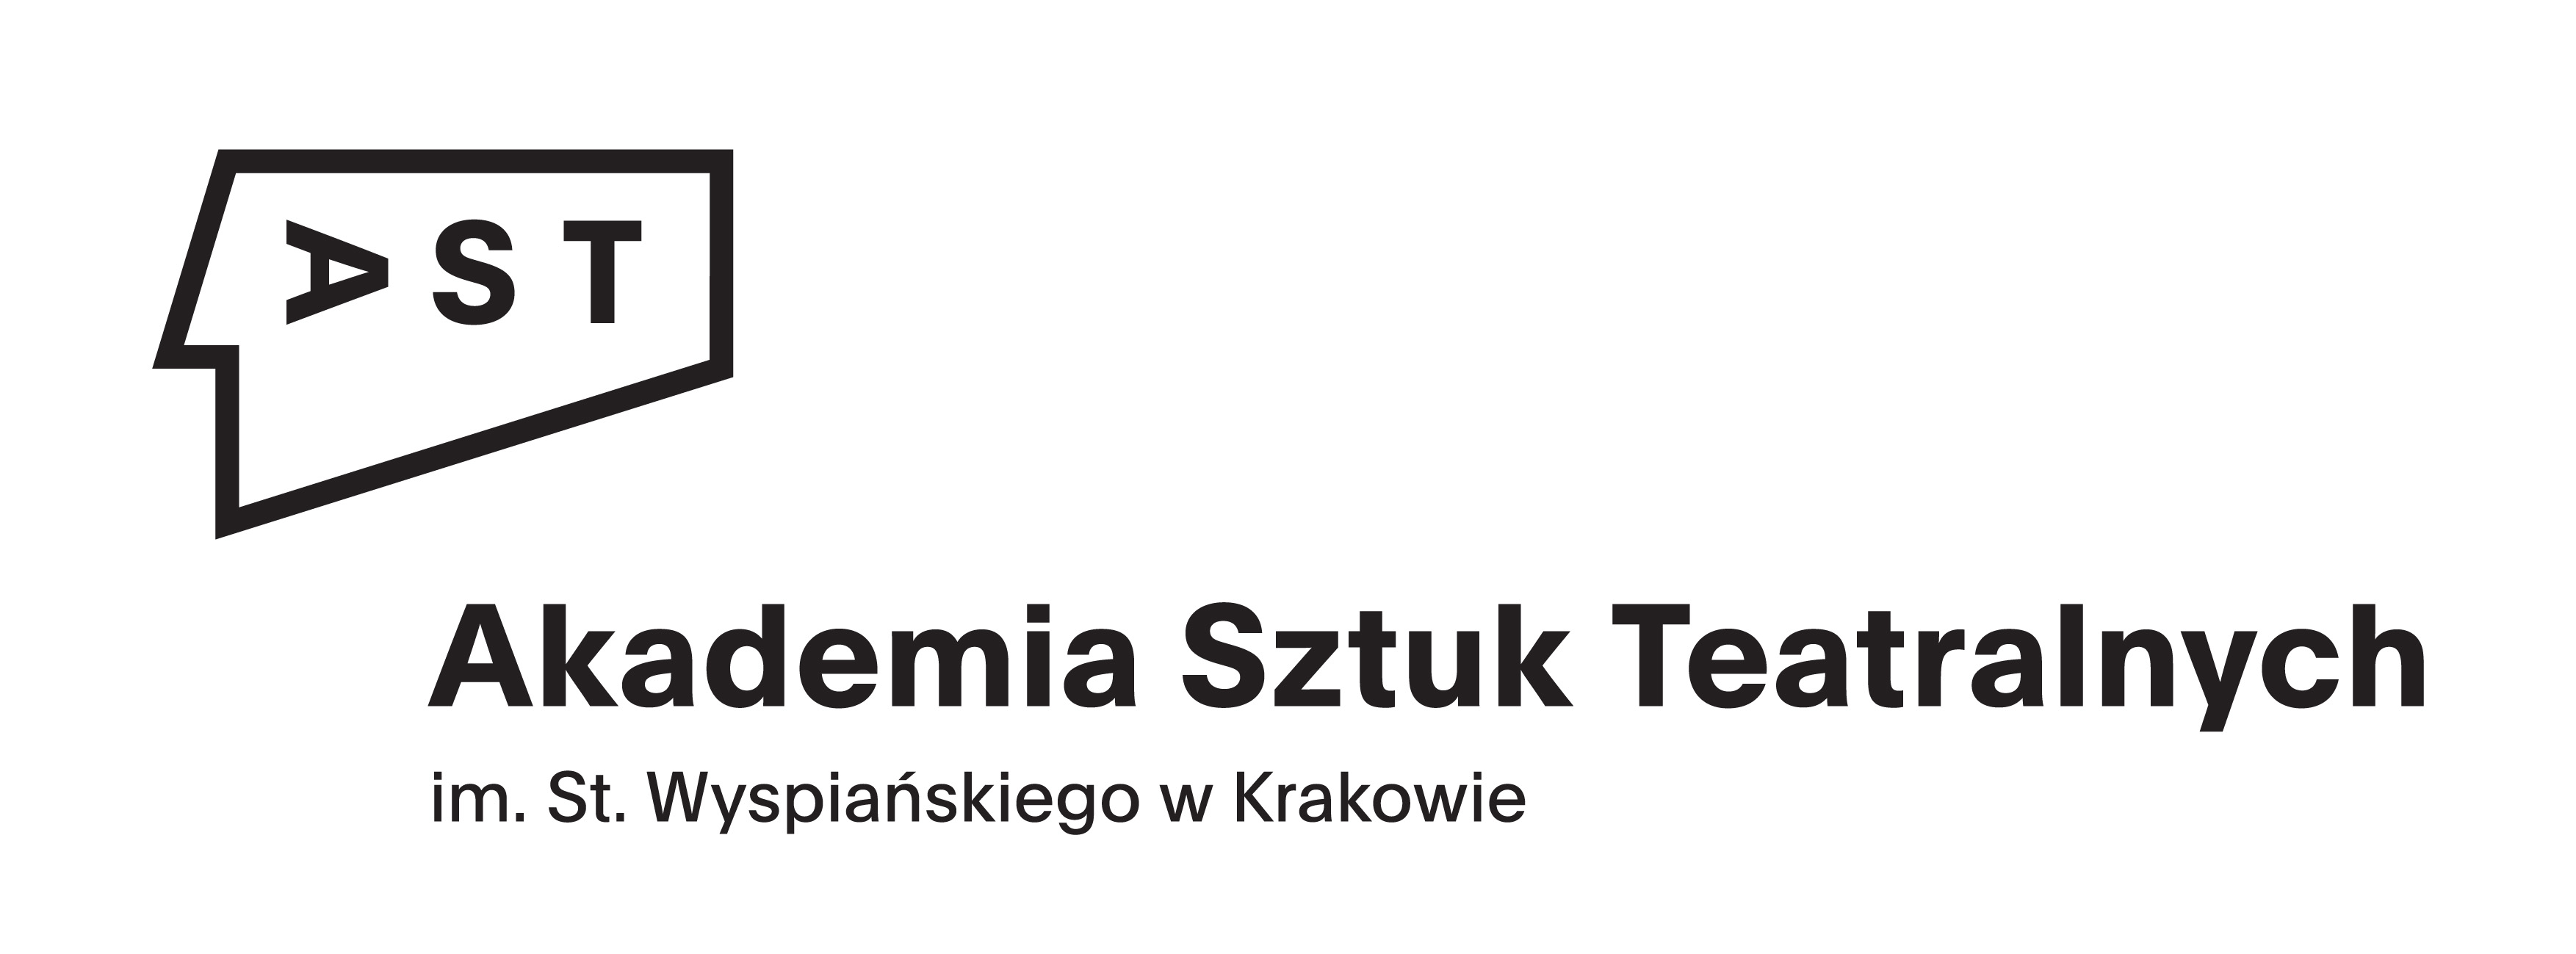 AST
Akademia Sztuk Teatralnych
im. St. Wyspiańskiego w Krakowie